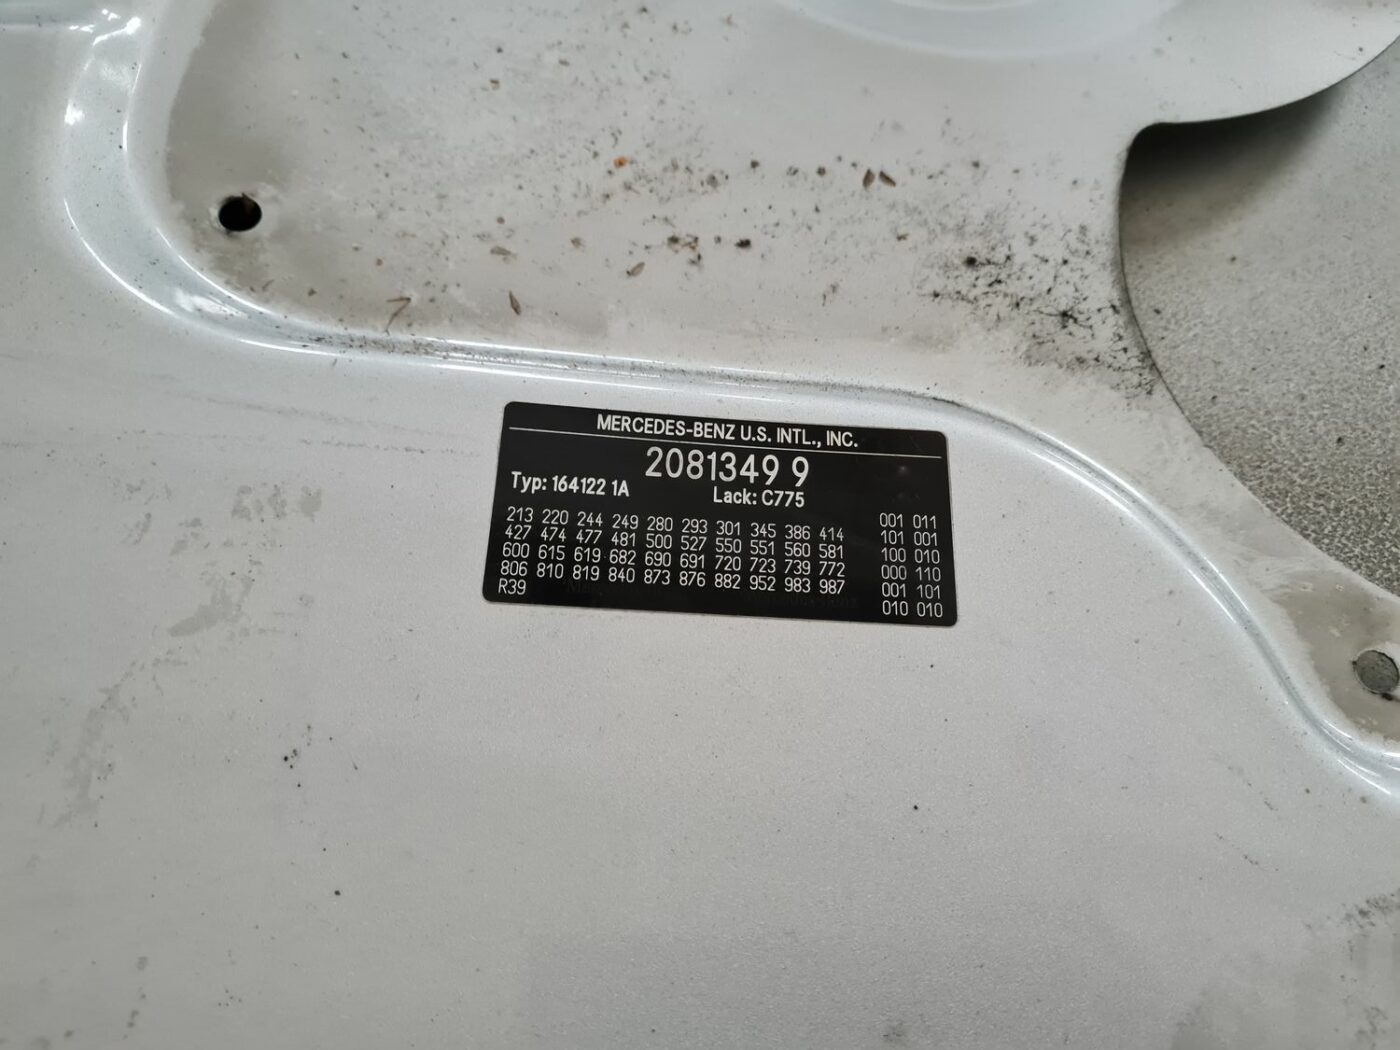 MERCEDES-BENZ U.S. INTL., INC.
2081349 9
Typ: 164122 1A Lack: C775
213 220 244 249 280 293 301 345 386 414 001 011
427 474 477 481 500 527 550 551 560 581 101 001
600 615 619 682 690 691 720 723 739 772 100 010
806 810 819 840 873 876 882 952 983 987 000 110
R39 001 101
010 010